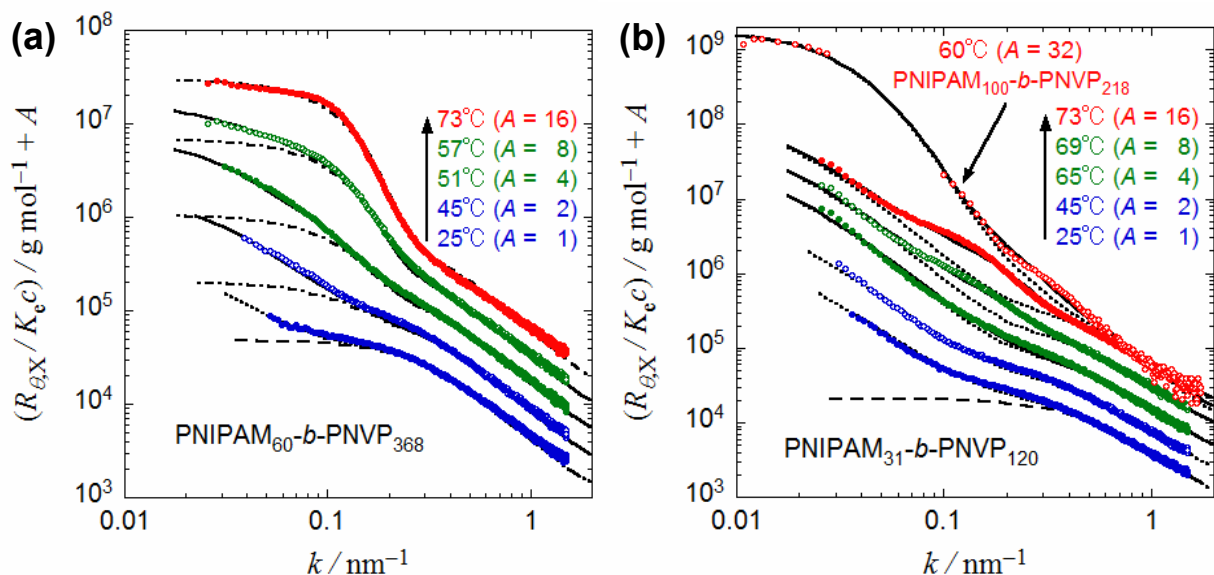 (a)
10⁸
10⁷
10⁶
10⁵
10⁴
10³
(R_θ,X / K_e c) / g mol⁻¹ + A
73℃ (A = 16)
57℃ (A = 8)
51℃ (A = 4)
45℃ (A = 2)
25℃ (A = 1)
PNIPAM₆₀-b-PNVP₃₆₈
0.01
0.1
1
k / nm⁻¹
(b)
10⁹
10⁸
10⁷
10⁶
10⁵
10⁴
10³
(R_θ,X / K_e c) / g mol⁻¹ + A
60℃ (A = 32)
PNIPAM₁₀₀-b-PNVP₂₁₈
73℃ (A = 16)
69℃ (A = 8)
65℃ (A = 4)
45℃ (A = 2)
25℃ (A = 1)
PNIPAM₃₁-b-PNVP₁₂₀
0.01
0.1
1
k / nm⁻¹